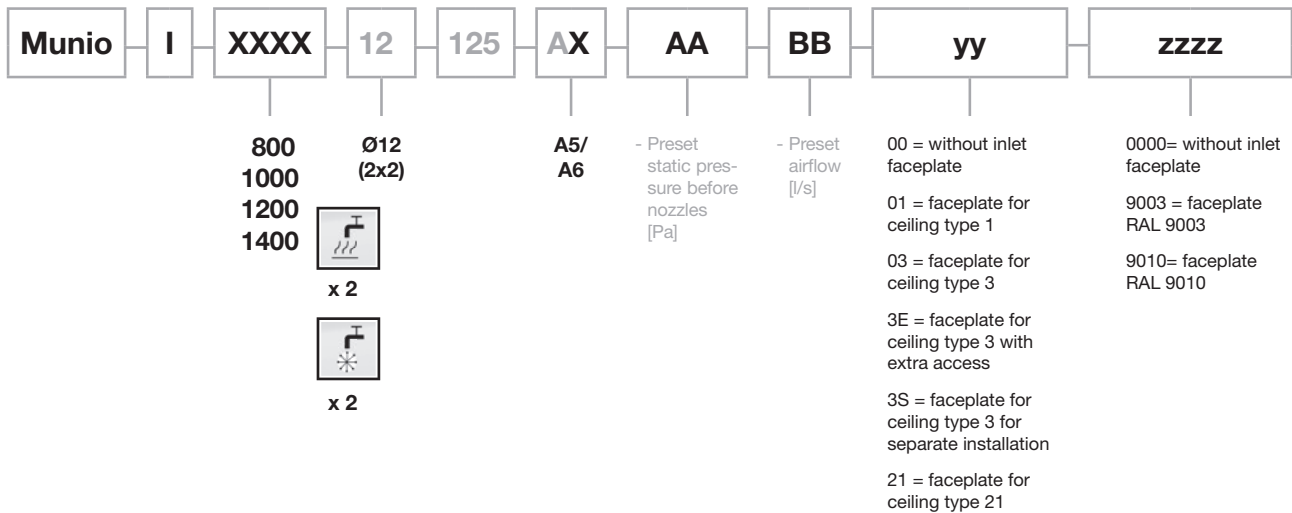 Munio
I
XXXX
12
125
AX
AA
BB
yy
zzzz
800
1000
1200
1400
Ø12
(2x2)
x 2
x 2
A5/
A6
- Preset
static pres-
sure before
nozzles
[Pa]
- Preset
airflow
[l/s]
00 = without inlet
faceplate
01 = faceplate for
ceiling type 1
03 = faceplate for
ceiling type 3
3E = faceplate for
ceiling type 3 with
extra access
3S = faceplate for
ceiling type 3 for
separate installation
21 = faceplate for
ceiling type 21
0000= without inlet
faceplate
9003 = faceplate
RAL 9003
9010= faceplate
RAL 9010